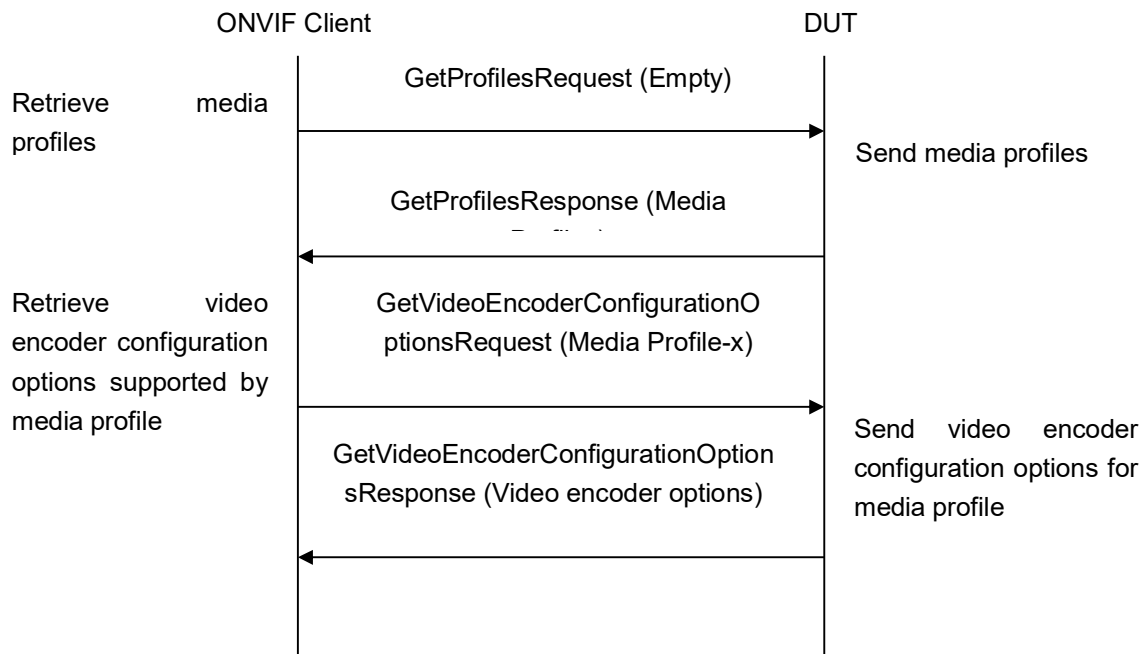 ONVIF Client
DUT
GetProfilesRequest (Empty)
Retrieve media
profiles
Send media profiles
GetProfilesResponse (Media
Retrieve video
encoder configuration
options supported by
media profile
GetVideoEncoderConfigurationO
ptionsRequest (Media Profile-x)
GetVideoEncoderConfigurationOption
sResponse (Video encoder options)
Send video encoder
configuration options for
media profile